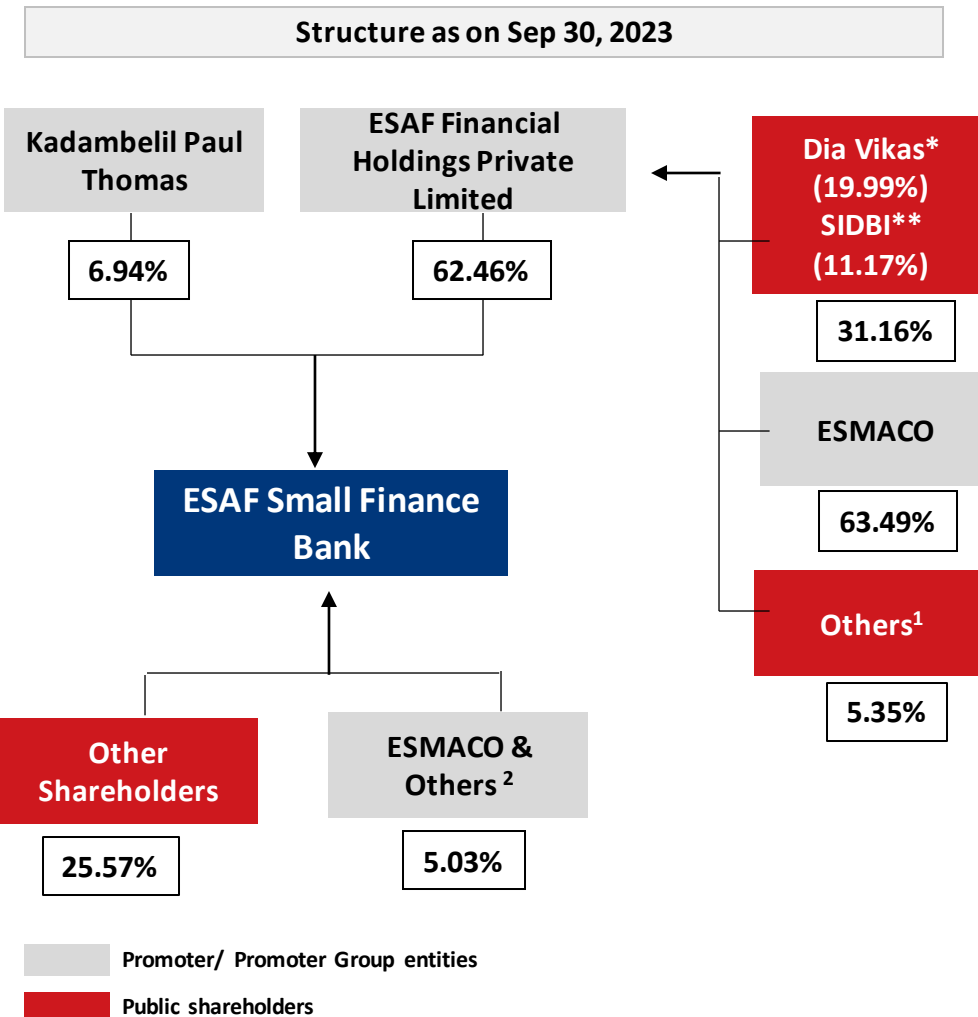 Structure as on Sep 30, 2023
Kadambelil Paul
Thomas
6.94%
ESAF Financial
Holdings Private
Limited
62.46%
Dia Vikas*
(19.99%)
SIDBI**
(11.17%)
31.16%
ESMACO
63.49%
Others¹
5.35%
ESAF Small Finance
Bank
Other
Shareholders
25.57%
ESMACO &
Others ²
5.03%
Promoter/ Promoter Group entities
Public shareholders